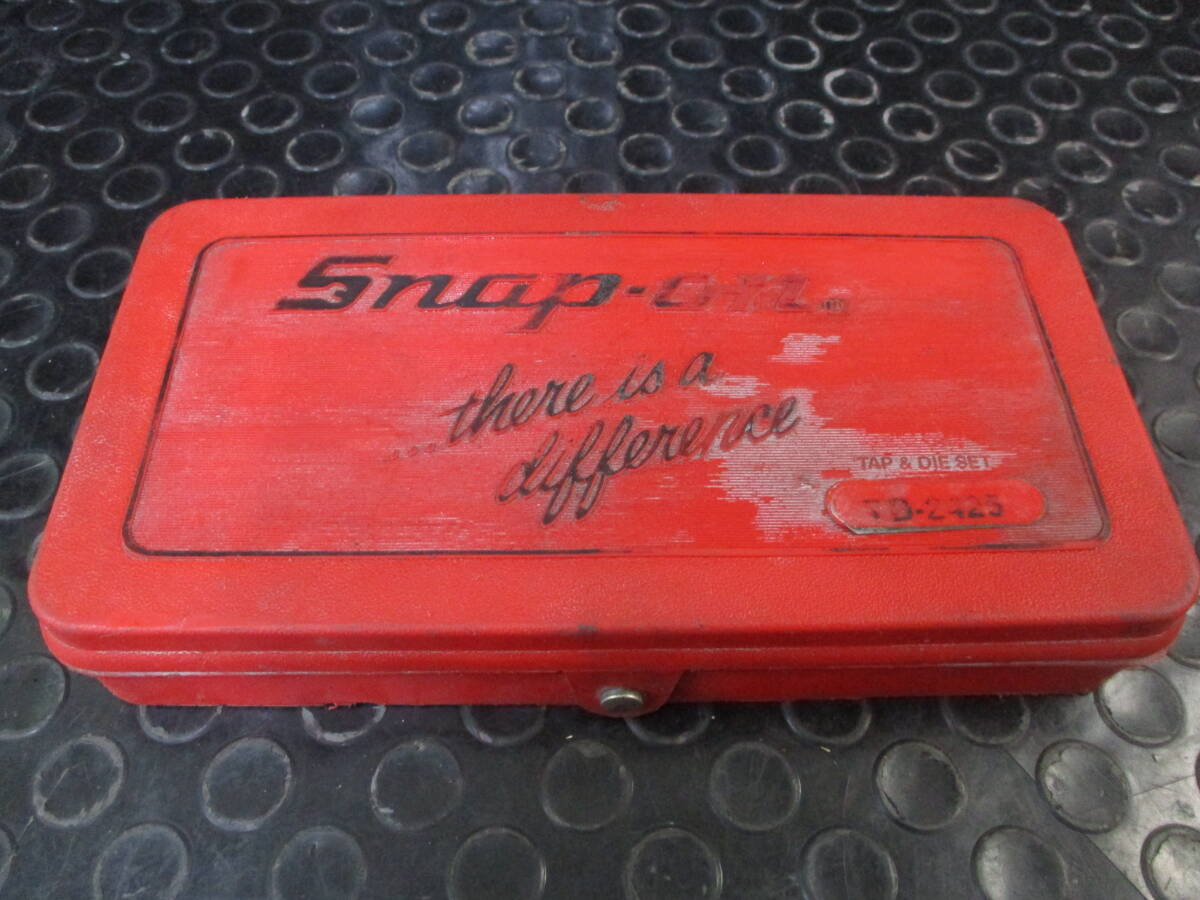 Snap-on®
...there is a
difference
TAP & DIE SET
TD-2425